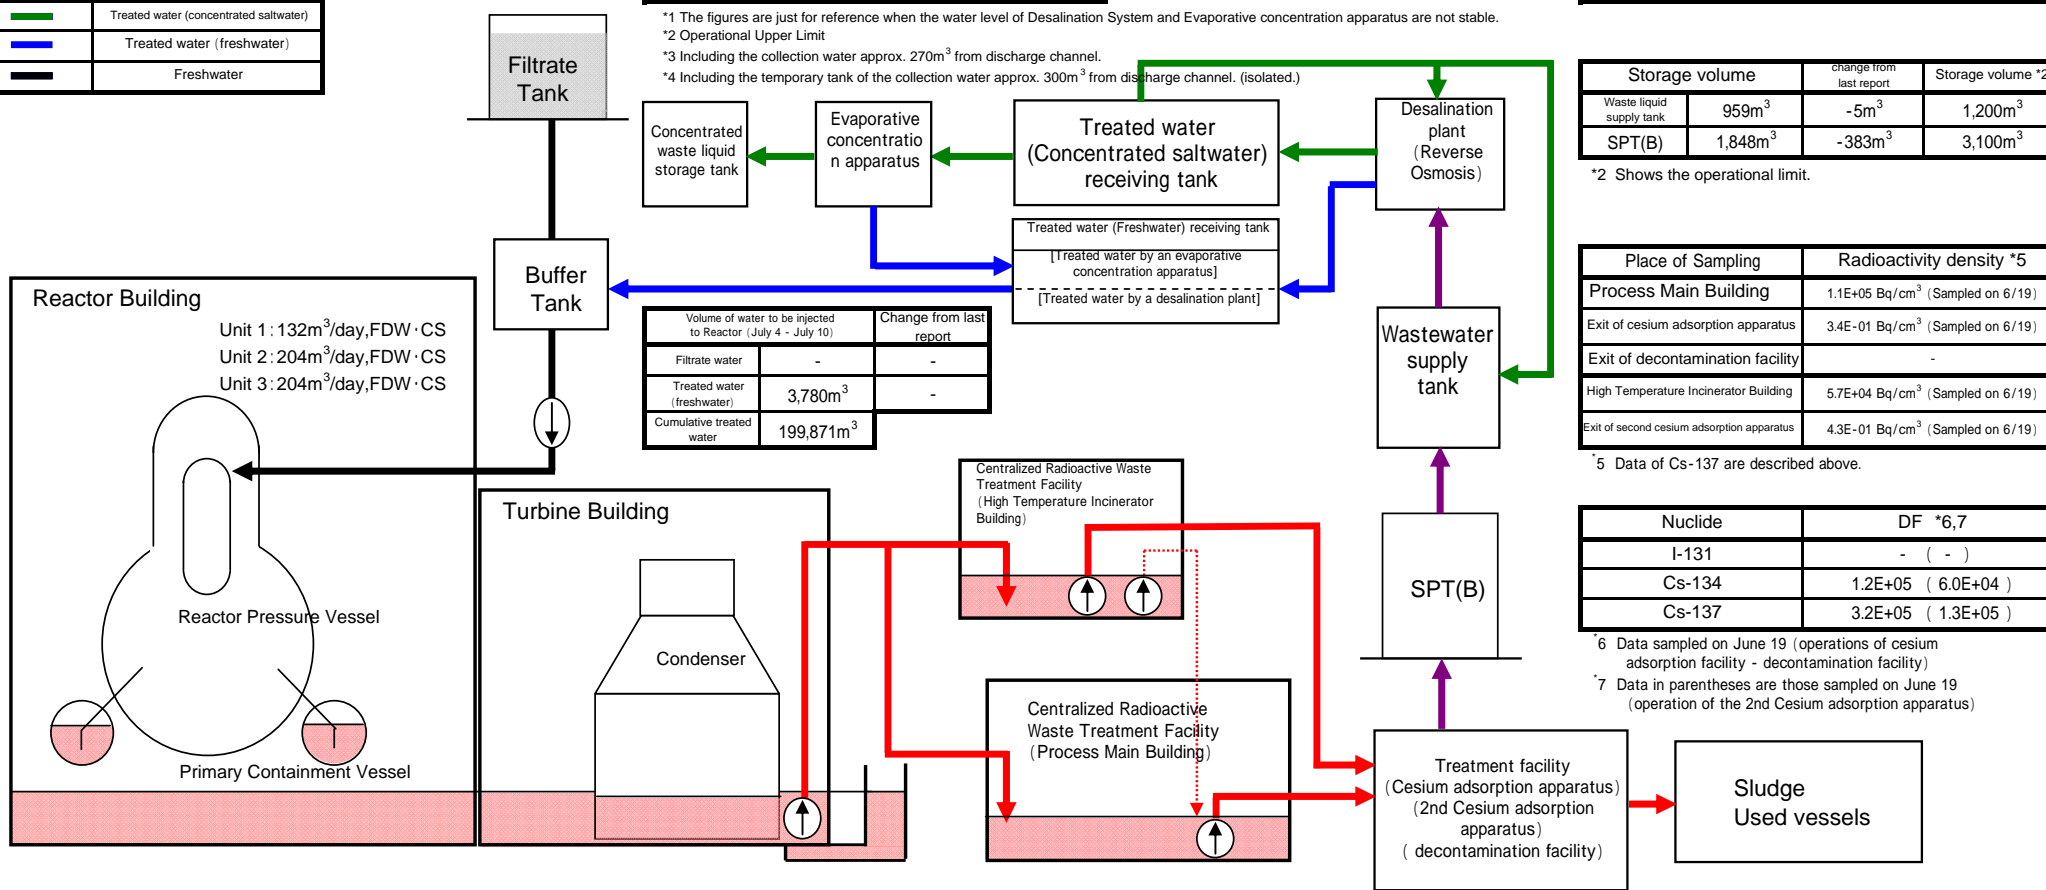 Treated water (concentrated saltwater)
Treated water (freshwater)
Freshwater
*1 The figures are just for reference when the water level of Desalination System and Evaporative concentration apparatus are not stable.
*2 Operational Upper Limit
*3 Including the collection water approx. 270m3 from discharge channel.
*4 Including the temporary tank of the collection water approx. 300m3 from discharge channel. (isolated.)
Filtrate
Tank
Concentrated
waste liquid
storage tank
Evaporative
concentratio
n apparatus
Treated water
(Concentrated saltwater)
receiving tank
Desalination
plant
(Reverse
Osmosis)
Storage volume
change from
last report
Storage volume *2
Waste liquid
supply tank
959m3
-5m3
1,200m3
SPT(B)
1,848m3
-383m3
3,100m3
*2 Shows the operational limit.
Treated water (Freshwater) receiving tank
[Treated water by an evaporative
concentration apparatus]
[Treated water by a desalination plant]
Buffer
Tank
Place of Sampling
Radioactivity density *5
Process Main Building
1.1E+05 Bq/cm3 (Sampled on 6/19)
Exit of cesium adsorption apparatus
3.4E-01 Bq/cm3 (Sampled on 6/19)
Exit of decontamination facility
-
High Temperature Incinerator Building
5.7E+04 Bq/cm3 (Sampled on 6/19)
Exit of second cesium adsorption apparatus
4.3E-01 Bq/cm3 (Sampled on 6/19)
*5 Data of Cs-137 are described above.
Reactor Building
Unit 1:132m3/day,FDW・CS
Unit 2:204m3/day,FDW・CS
Unit 3:204m3/day,FDW・CS
Volume of water to be injected
to Reactor (July 4 - July 10)
Change from last
report
Filtrate water
-
-
Treated water
(freshwater)
3,780m3
-
Cumulative treated
water
199,871m3
Wastewater
supply
tank
Turbine Building
Centralized Radioactive Waste
Treatment Facility
(High Temperature Incinerator
Building)
SPT(B)
Nuclide
DF *6,7
I-131
- ( - )
Cs-134
1.2E+05 ( 6.0E+04 )
Cs-137
3.2E+05 ( 1.3E+05 )
*6 Data sampled on June 19 (operations of cesium
adsorption facility - decontamination facility)
*7 Data in parentheses are those sampled on June 19
(operation of the 2nd Cesium adsorption apparatus)
Reactor Pressure Vessel
Condenser
Primary Containment Vessel
Centralized Radioactive
Waste Treatment Facility
(Process Main Building)
Treatment facility
(Cesium adsorption apparatus)
(2nd Cesium adsorption
apparatus)
( decontamination facility)
Sludge
Used vessels